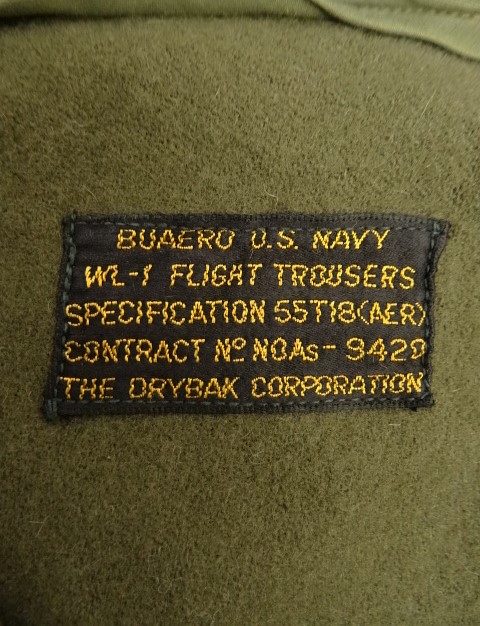 BUAERO U.S. NAVY
WL-1 FLIGHT TROUSERS
SPECIFICATION 55T18(AER)
CONTRACT Nº NOAs- 9429
THE DRYBAK CORPORATION